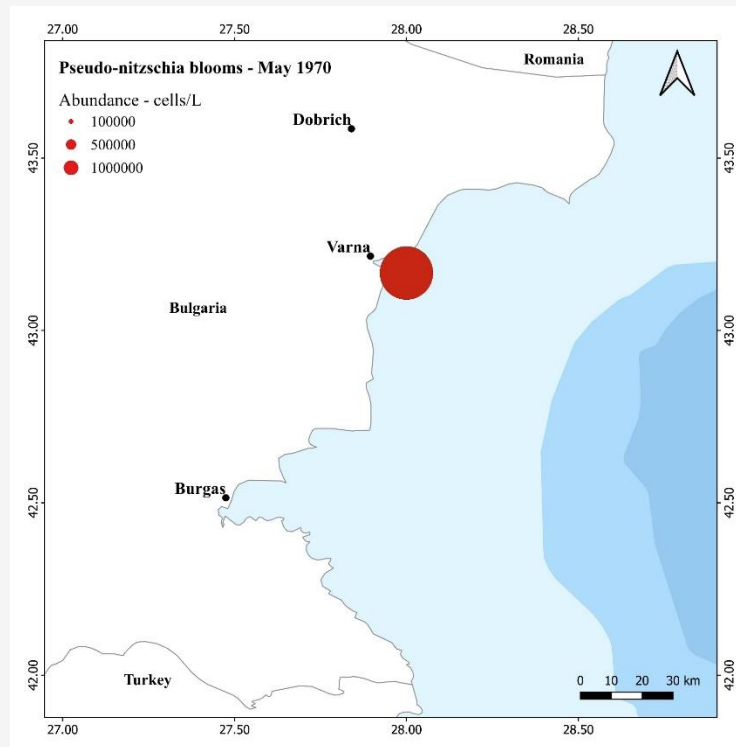 27.00 27.50 28.00 28.50
Pseudo-nitzschia blooms - May 1970
Abundance - cells/L
100000
500000
1000000
Romania
Dobrich
43.50 43.50
Varna
Bulgaria
43.00 43.00
Burgas
42.50 42.50
Turkey
42.00 42.00
0 10 20 30 km
27.00 27.50 28.00 28.50